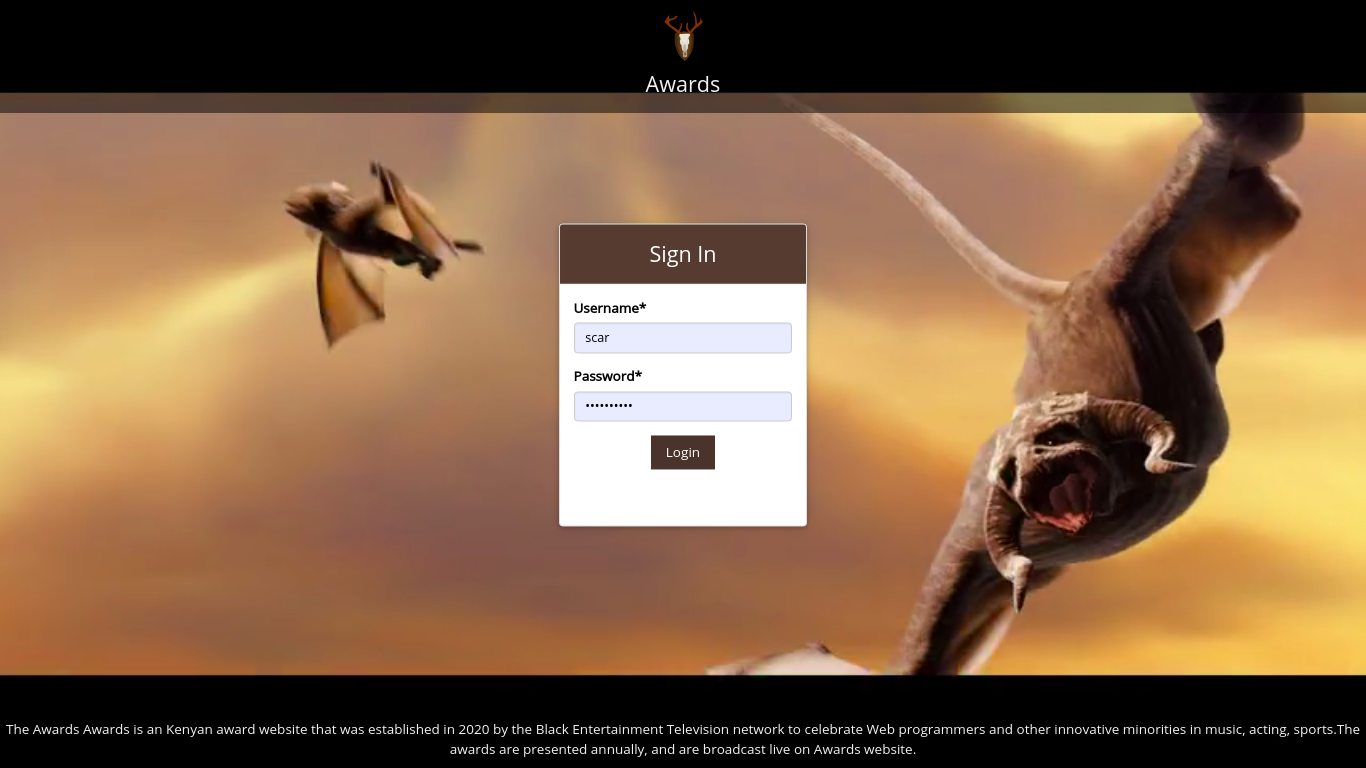 Awards
Sign In
Username*
scar
Password*
••••••••••
Login
The Awards Awards is an Kenyan award website that was established in 2020 by the Black Entertainment Television network to celebrate Web programmers and other innovative minorities in music, acting, sports.The
awards are presented annually, and are broadcast live on Awards website.